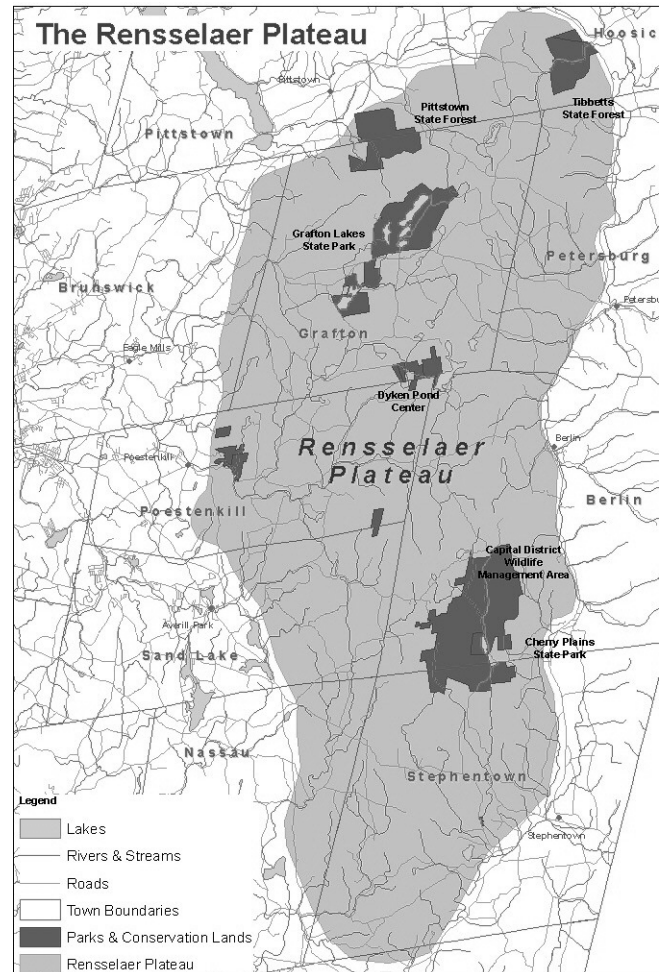 The Rensselaer Plateau
Hoosic
Pittstown
Pittstown
State Forest
Tibbetts
State Forest
Pittstown
Grafton Lakes
State Park
Petersburg
Brunswick
Petersbu
Grafton
Eagle Mills
Dyken Pond
Center
Rensselaer
Plateau
Berlin
Poestenkill
Berlin
Poestenkill
Capital District
Wildlife
Management Area
Averill Park
Cherry Plains
State Park
Sand Lake
Nassau
Stephentown
Stephentown
Legend
Lakes
Rivers & Streams
Roads
Town Boundaries
Parks & Conservation Lands
Rensselaer Plateau